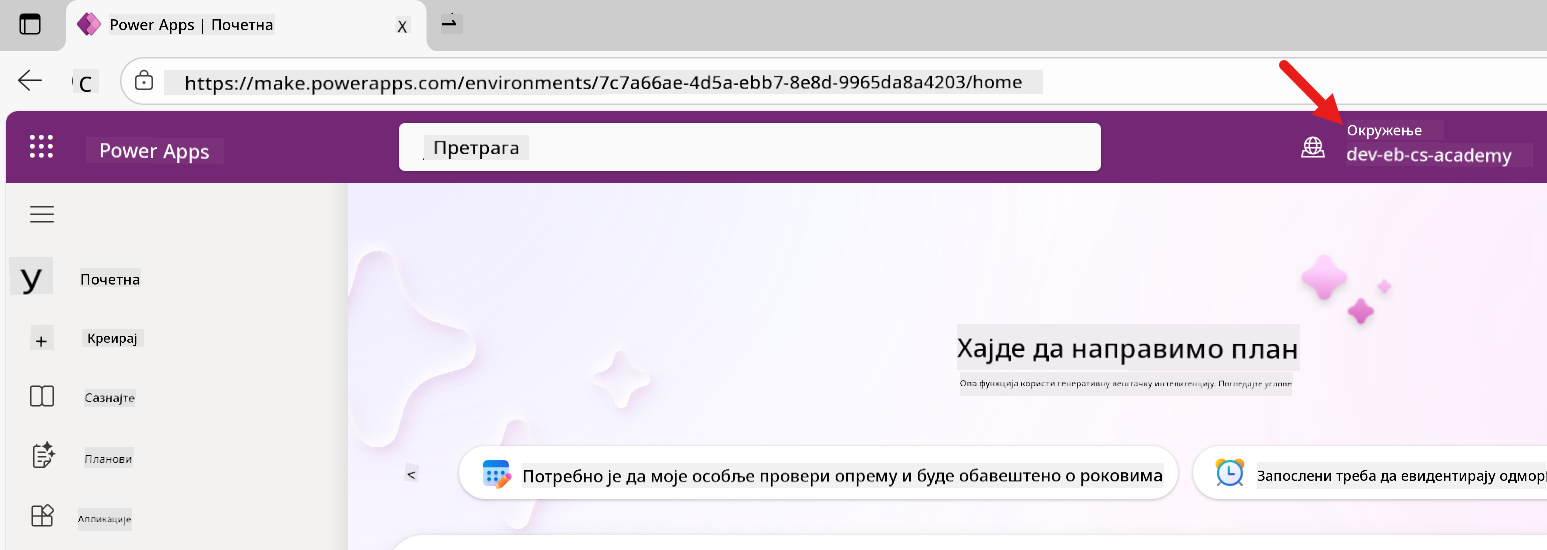 Power Apps | Почетна
X
C
https://make.powerapps.com/environments/7c7a66ae-4d5a-ebb7-8e8d-9965da8a4203/home
Power Apps
Претрага
Окружење
dev-eb-cs-academy
У
Почетна
+
Креирај
Сазнајте
Планови
Апликације
Хајде да направимо план
Ова функција користи генеративну вештачку интелигенцију. Погледајте услове
<
Потребно је да моје особље провери опрему и буде обавештено о роковима
Запослени треба да евидентирају одмор